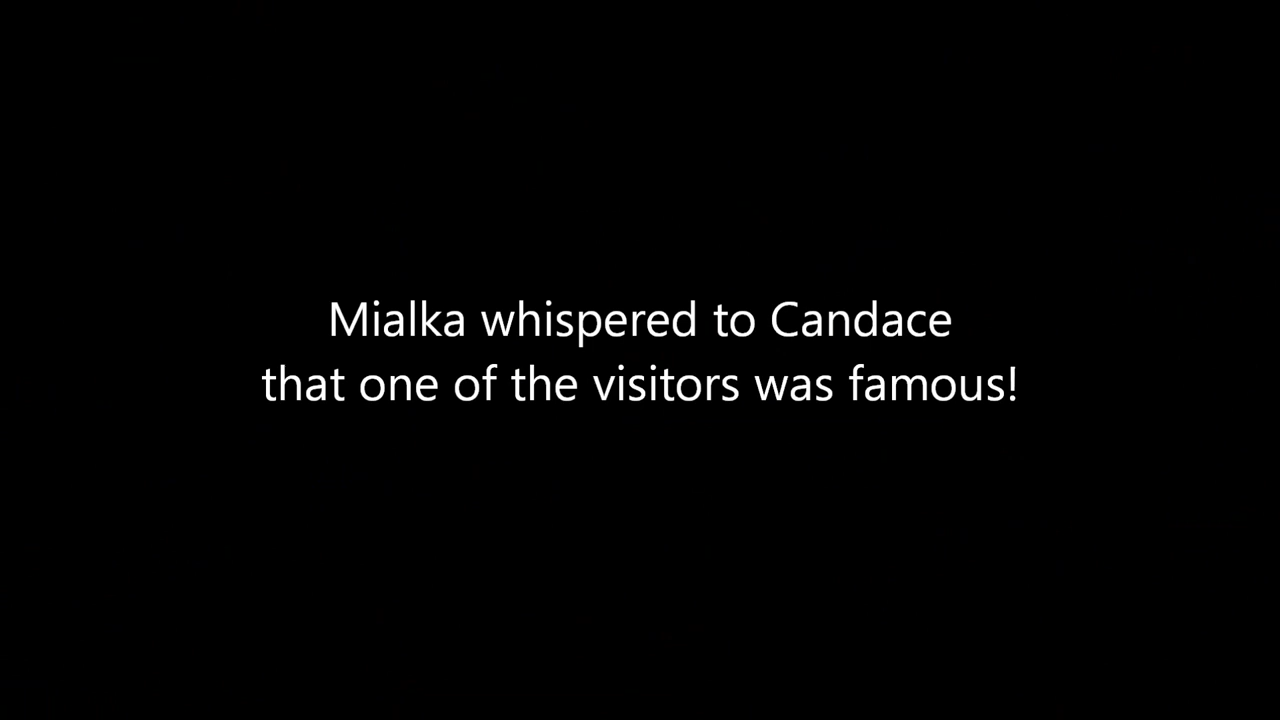 Mialka whispered to Candace
that one of the visitors was famous!